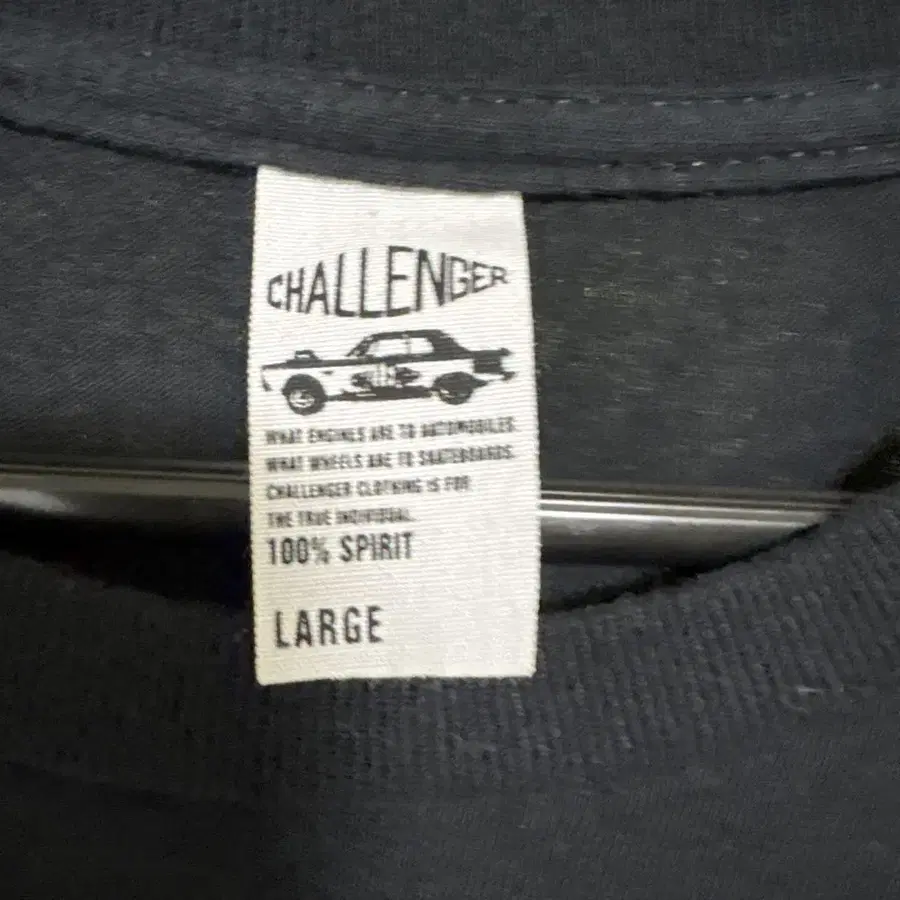 CHALLENGER
WHAT ENGINES ARE TO AUTOMOBILES.
WHAT WHEELS ARE TO SKATEBOARDS.
CHALLENGER CLOTHING IS FOR
THE TRUE INDIVIDUAL.
100% SPIRIT
LARGE